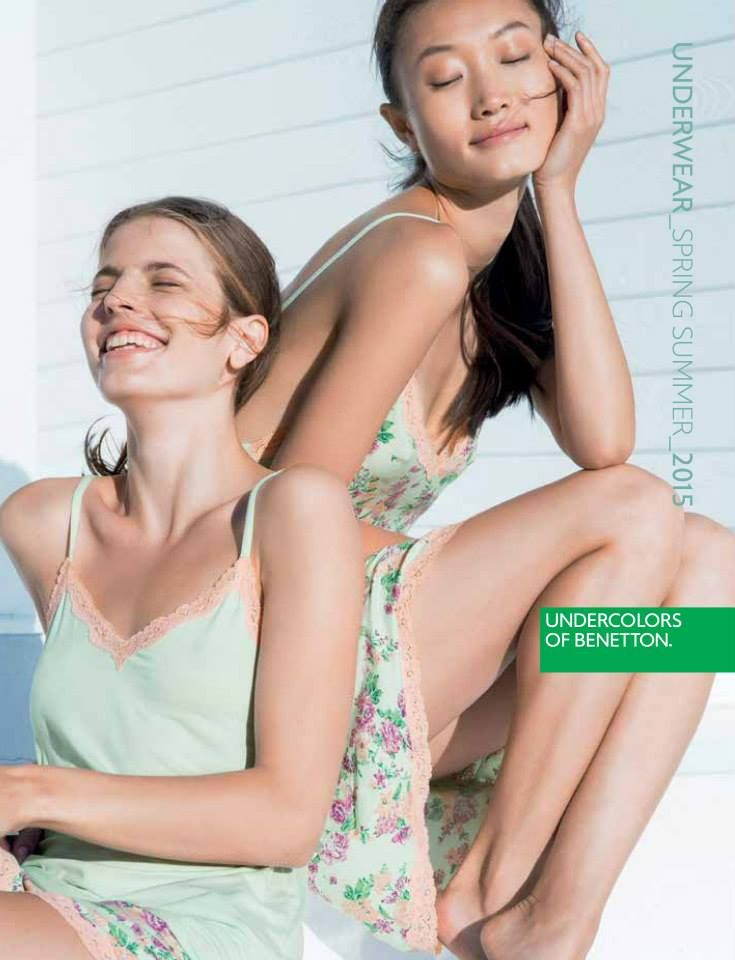 UNDERWEAR_SPRING SUMMER_2015
UNDERCOLORS
OF BENETTON.